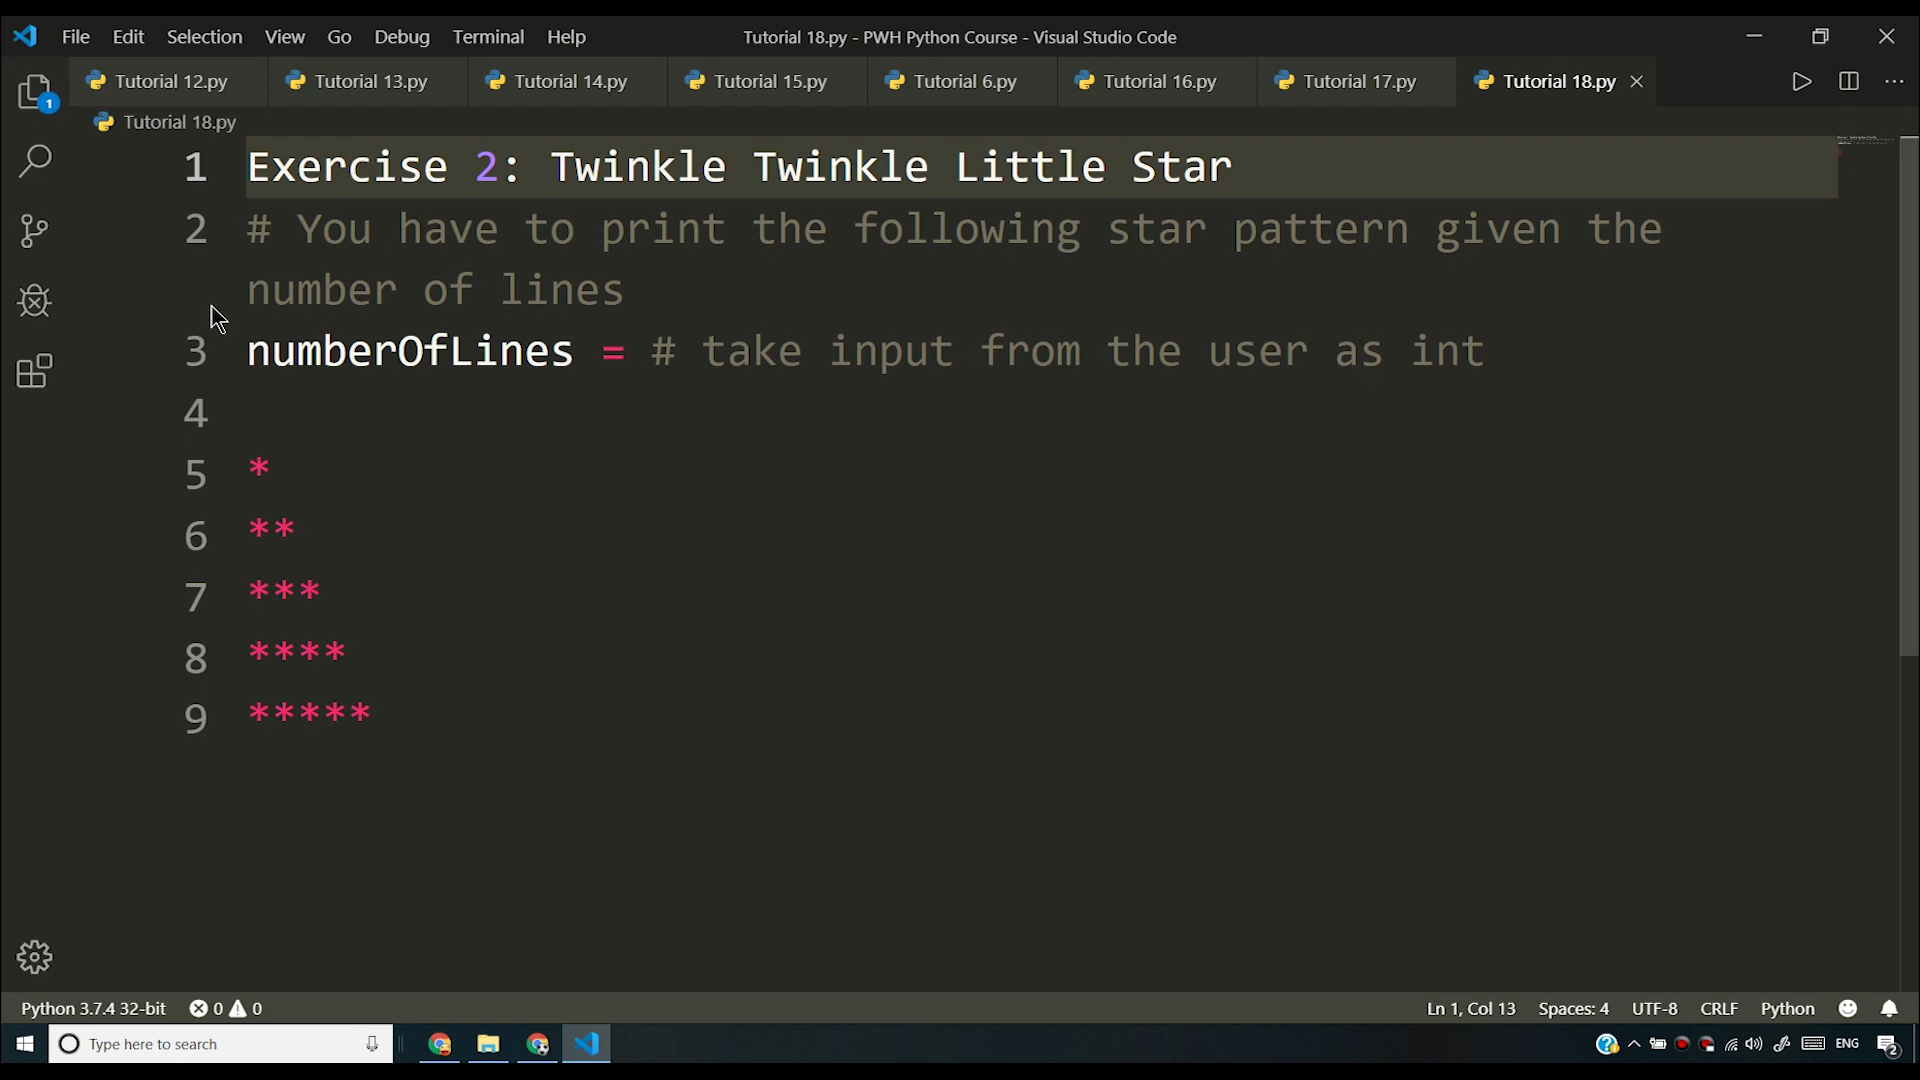 File Edit Selection View Go Debug Terminal Help Tutorial 18.py - PWH Python Course - Visual Studio Code
Tutorial 12.py Tutorial 13.py Tutorial 14.py Tutorial 15.py Tutorial 6.py Tutorial 16.py Tutorial 17.py Tutorial 18.py
1
Tutorial 18.py
1 Exercise 2: Twinkle Twinkle Little Star
2 # You have to print the following star pattern given the
number of lines
3 numberOfLines = # take input from the user as int
4
5 *
6 **
7 ***
8 ****
9 *****
Python 3.7.4 32-bit 0 0 Ln 1, Col 13 Spaces: 4 UTF-8 CRLF Python
Type here to search ENG 2